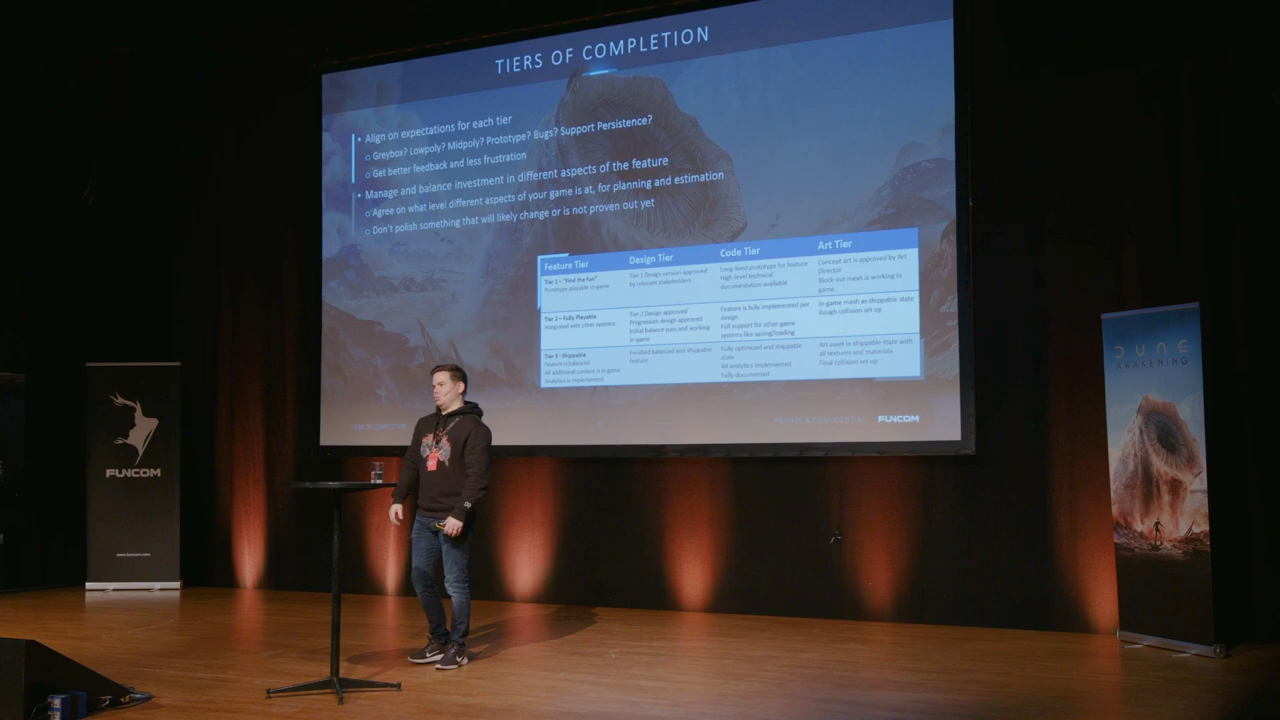 TIERS OF COMPLETION
• Align on expectations for each tier
o Greybox? Lowpoly? Midpoly? Prototype? Bugs? Support Persistence?
o Get better feedback and less frustration
• Manage and balance investment in different aspects of the feature
o Agree on what level different aspects of your game is at, for planning and estimation
o Don't polish something that will likely change or is not proven out yet
Feature Tier Design Tier Code Tier Art Tier
Tier 1 - "Find the fun"
Prototype playable in-game
Tier 1 Design version approved
by relevant stakeholders
Long-lived prototype for feature
High-level technical
documentation available
Concept art is approved by Art
Director
Block-out mesh is working in
game.
Tier 2 - Fully Playable
Integrated with other systems
Tier 2 Design approved
Progression design approved
Initial balance pass and working
in game
Feature is fully implemented per
design
Full support for other game
systems like saving/loading
In-game mesh as shippable state
Rough collision set up
Tier 3 - Shippable
Feature is balanced
All additional content is in game
Analytics is implemented
Finished balanced and shippable
feature
Fully optimized and shippable
state
All analytics implemented
Fully documented
Art asset in shippable state with
all textures and materials
Final collision set up
TIERS OF COMPLETION
PRIVATE & CONFIDENTIAL
FUNCOM
FUNCOM
www.funcom.com
DUNE
AWAKENING